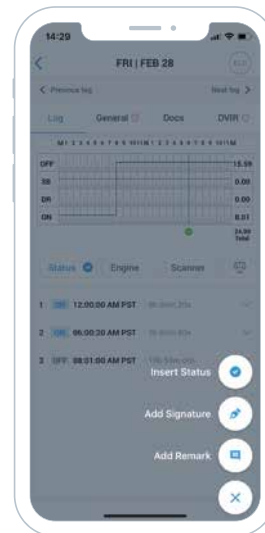 14:29
FRI | FEB 28
Previous log Next log
Log General Docs DVIR
OFF 15.59
SB 0.00
DR 0.00
ON 8.01
24.00
Total
Status Engine Scanner
1 12:00:00 AM PST
2 06:00:20 AM PST
3 OFF 08:01:00 AM PST
Insert Status
Add Signature
Add Remark